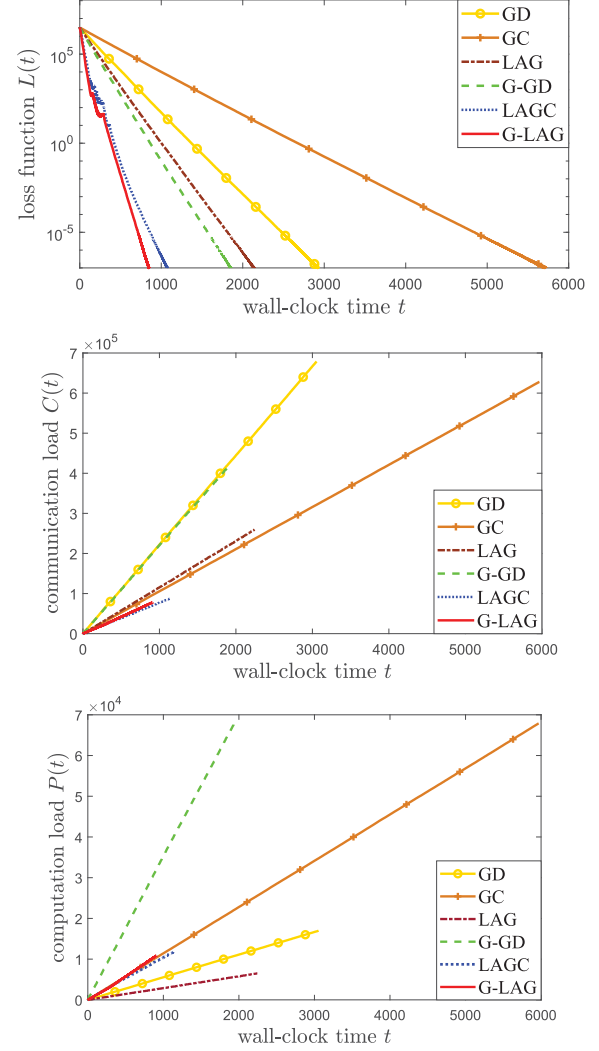 10^5
10^0
10^-5
loss function L(t)
0 1000 2000 3000 4000 5000 6000
wall-clock time t
GD
GC
LAG
G-GD
LAGC
G-LAG
×10^5
7
6
5
4
3
2
1
0
communication load C(t)
0 1000 2000 3000 4000 5000 6000
wall-clock time t
GD
GC
LAG
G-GD
LAGC
G-LAG
×10^4
7
6
5
4
3
2
1
0
computation load P(t)
0 1000 2000 3000 4000 5000 6000
wall-clock time t
GD
GC
LAG
G-GD
LAGC
G-LAG